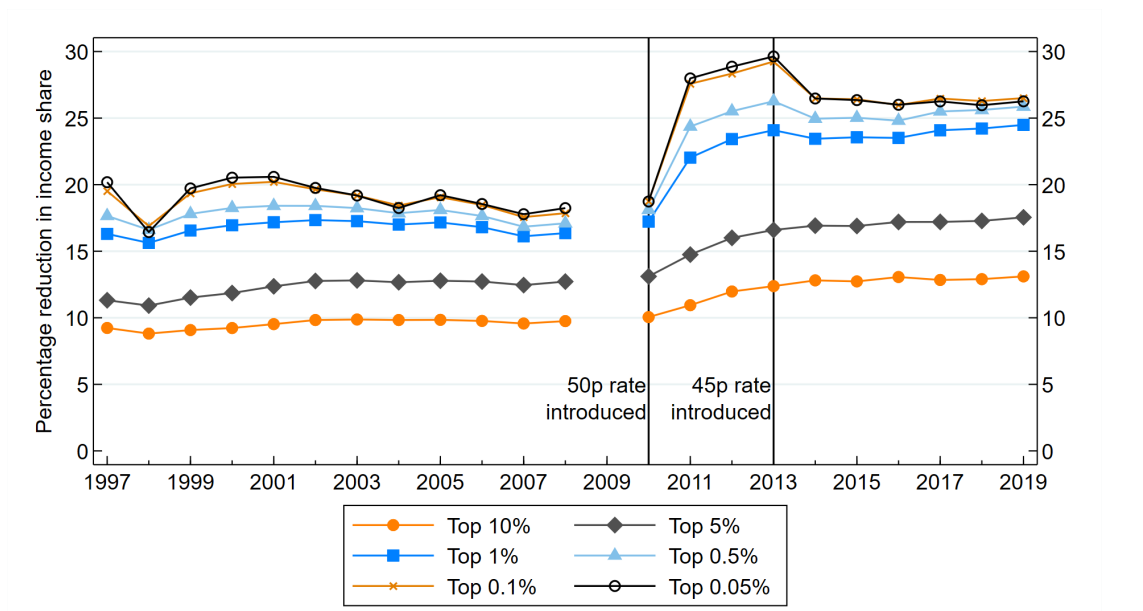 Percentage reduction in income share
30
25
20
15
10
5
0
30
25
20
15
10
5
0
50p rate
introduced
45p rate
introduced
1997 1999 2001 2003 2005 2007 2009 2011 2013 2015 2017 2019
Top 10% Top 5%
Top 1% Top 0.5%
Top 0.1% Top 0.05%